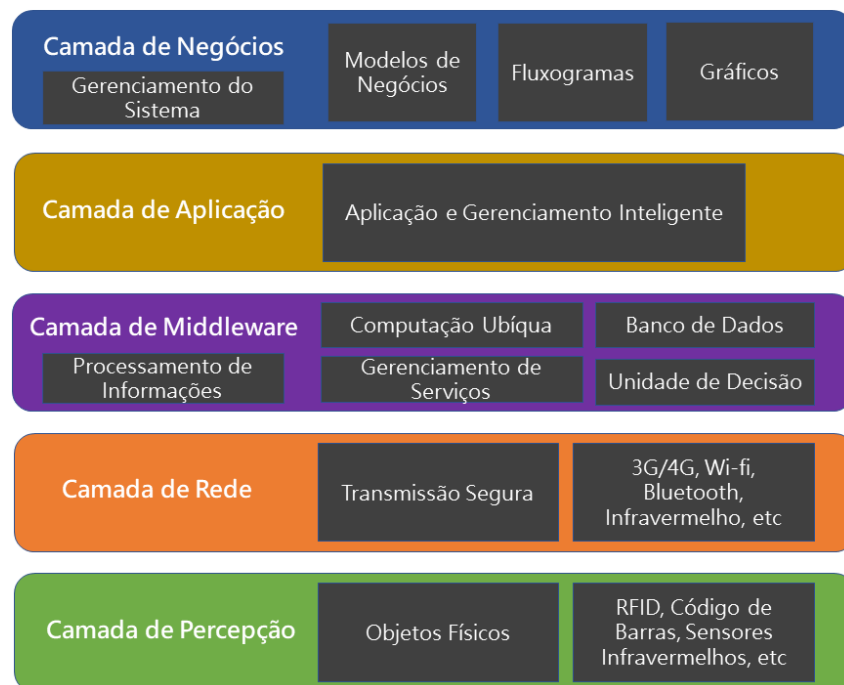 Camada de Negócios
Gerenciamento do
Sistema
Modelos de
Negócios
Fluxogramas
Gráficos
Camada de Aplicação
Aplicação e Gerenciamento Inteligente
Camada de Middleware
Processamento de
Informações
Computação Ubíqua
Banco de Dados
Gerenciamento de
Serviços
Unidade de Decisão
Camada de Rede
Transmissão Segura
3G/4G, Wi-fi,
Bluetooth,
Infravermelho, etc
Camada de Percepção
Objetos Físicos
RFID, Código de
Barras, Sensores
Infravermelhos, etc